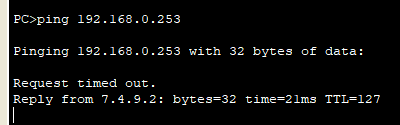 PC>ping 192.168.0.253
Pinging 192.168.0.253 with 32 bytes of data:
Request timed out.
Reply from 7.4.9.2: bytes=32 time=21ms TTL=127